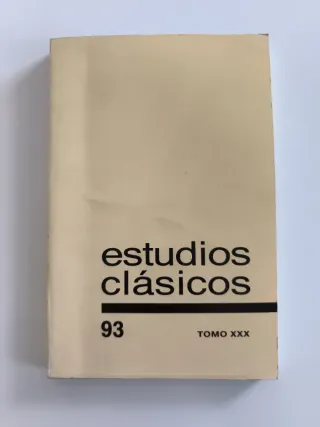 estudios
clásicos
93 TOMO XXX